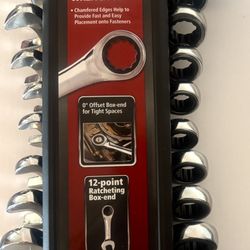 • Chamfered Edges Help to
Provide Fast and Easy
Placement onto Fasteners
0° Offset Box-end
for Tight Spaces
12-point
Ratcheting
Box-end